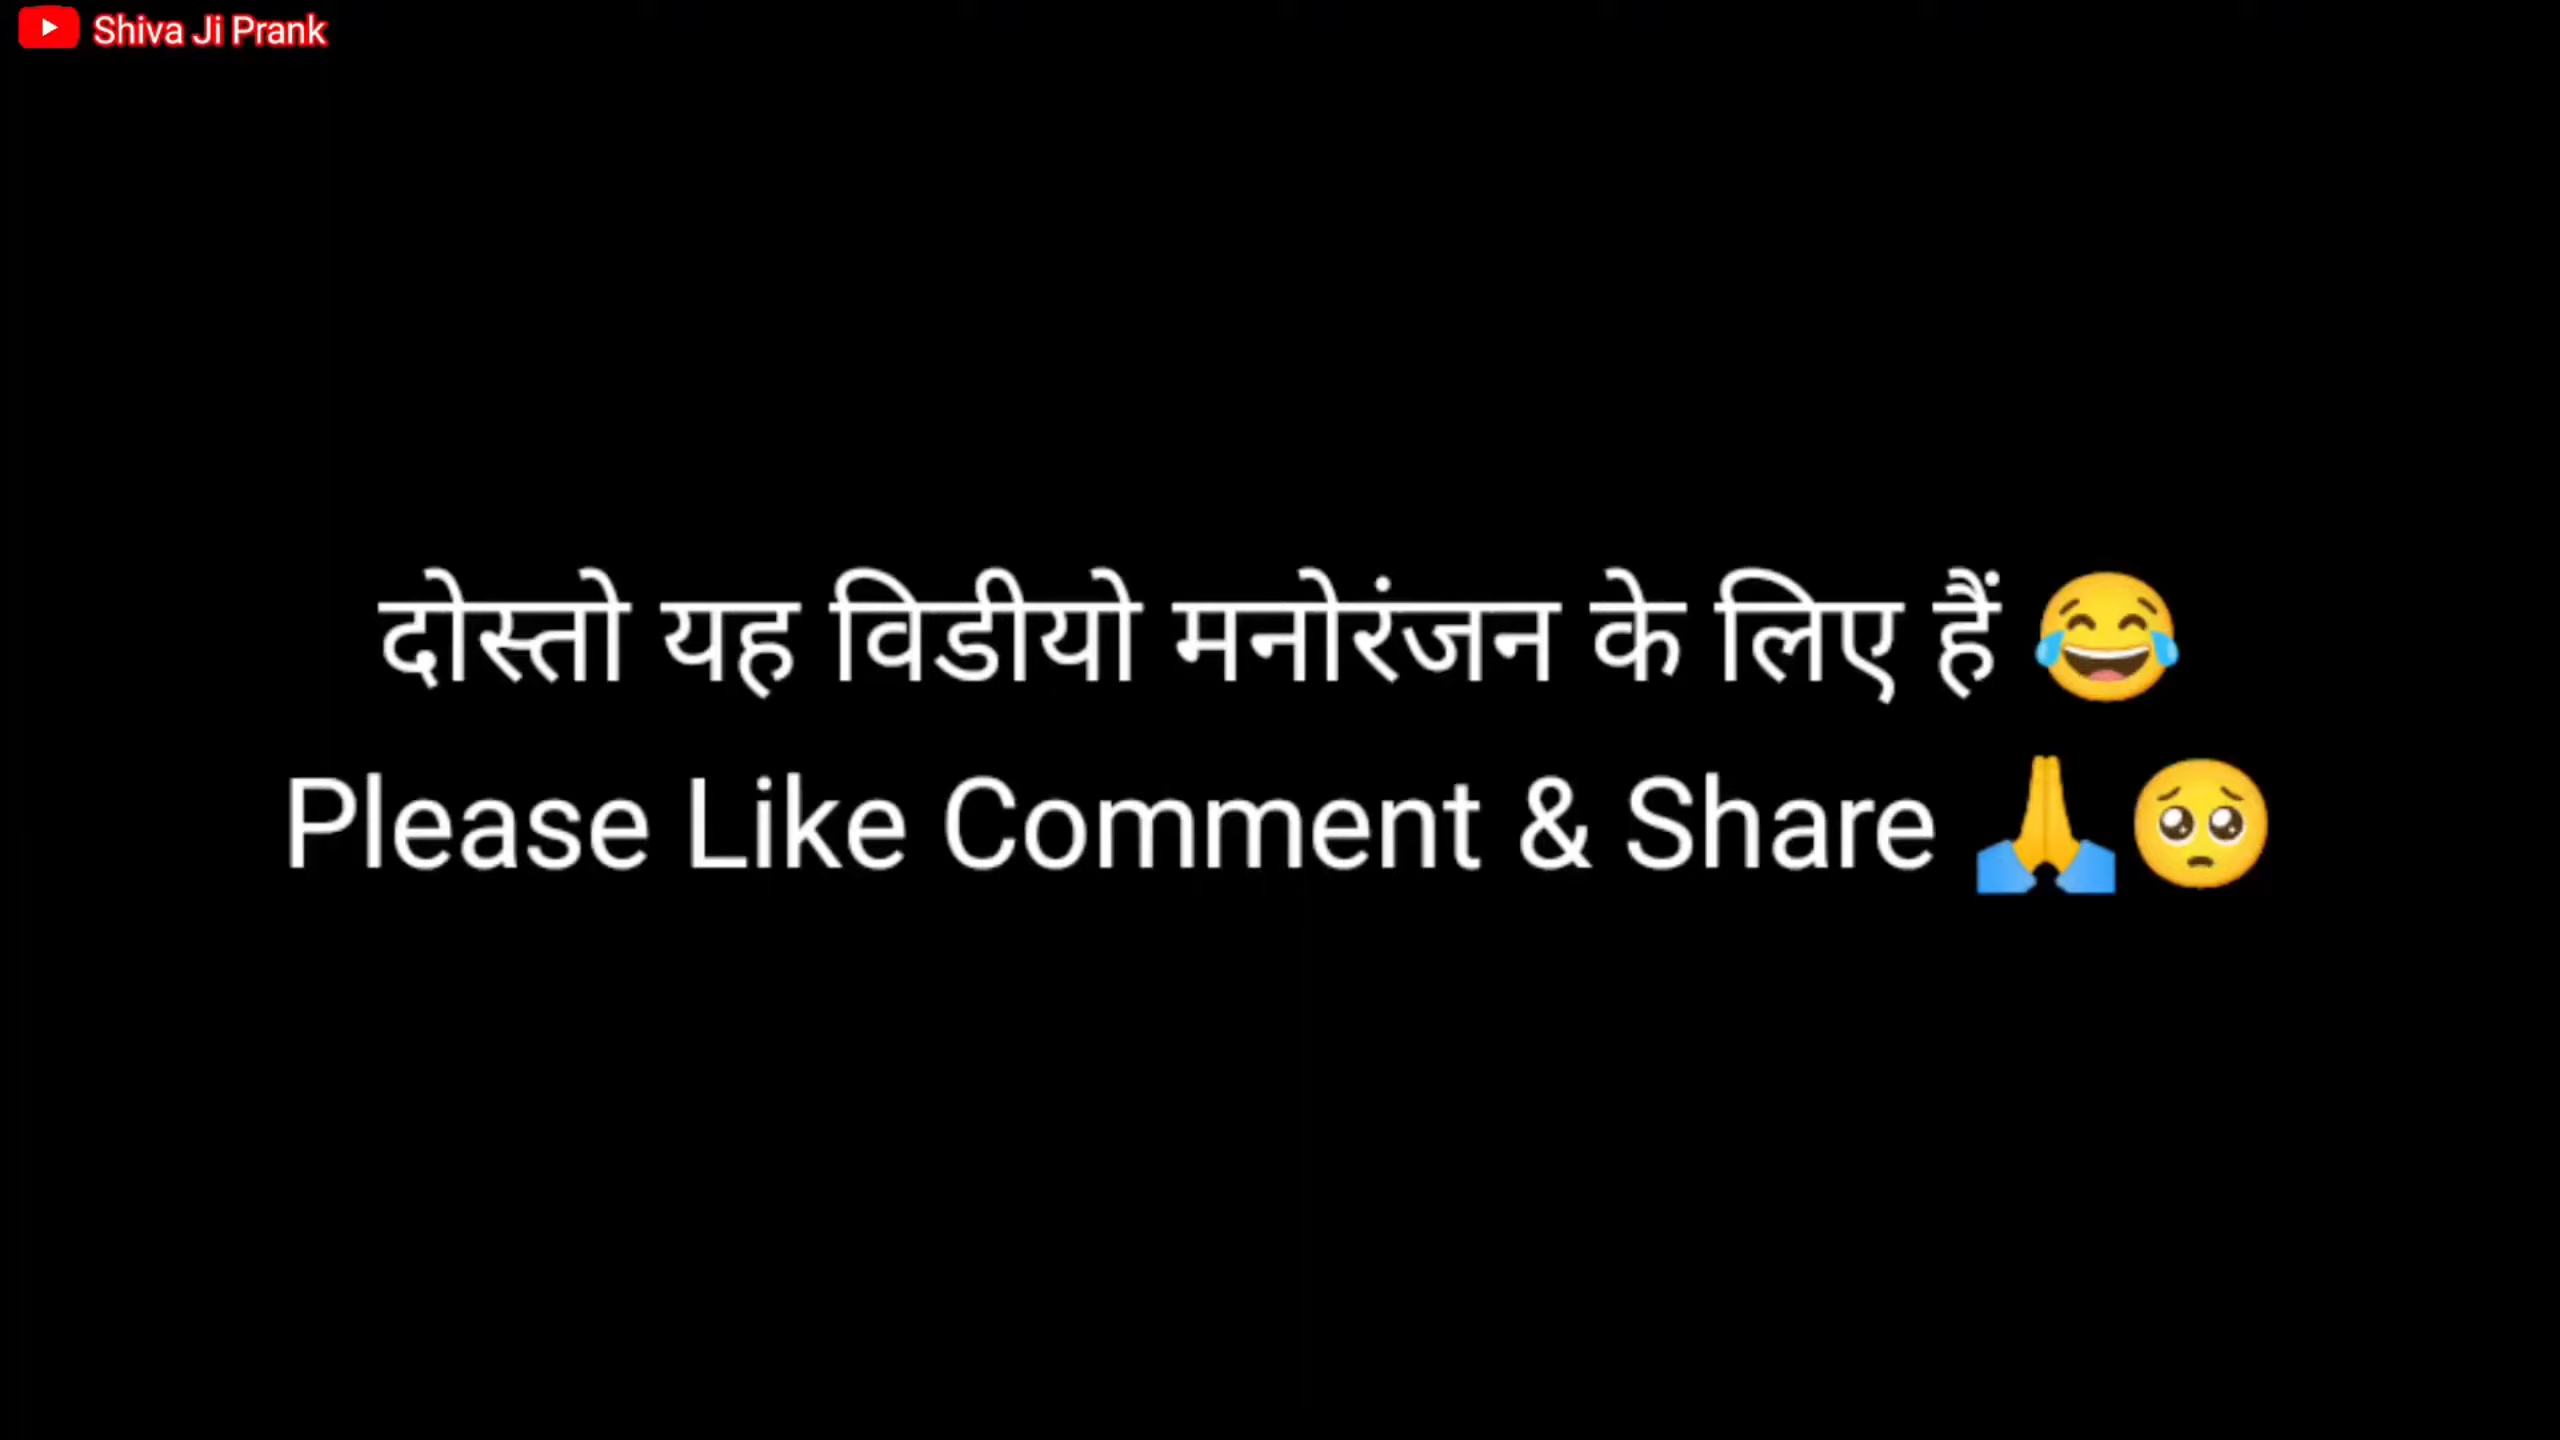 Shiva Ji Prank
दोस्तो यह विडीयो मनोरंजन के लिए हैं 😂
Please Like Comment & Share 🙏🥺